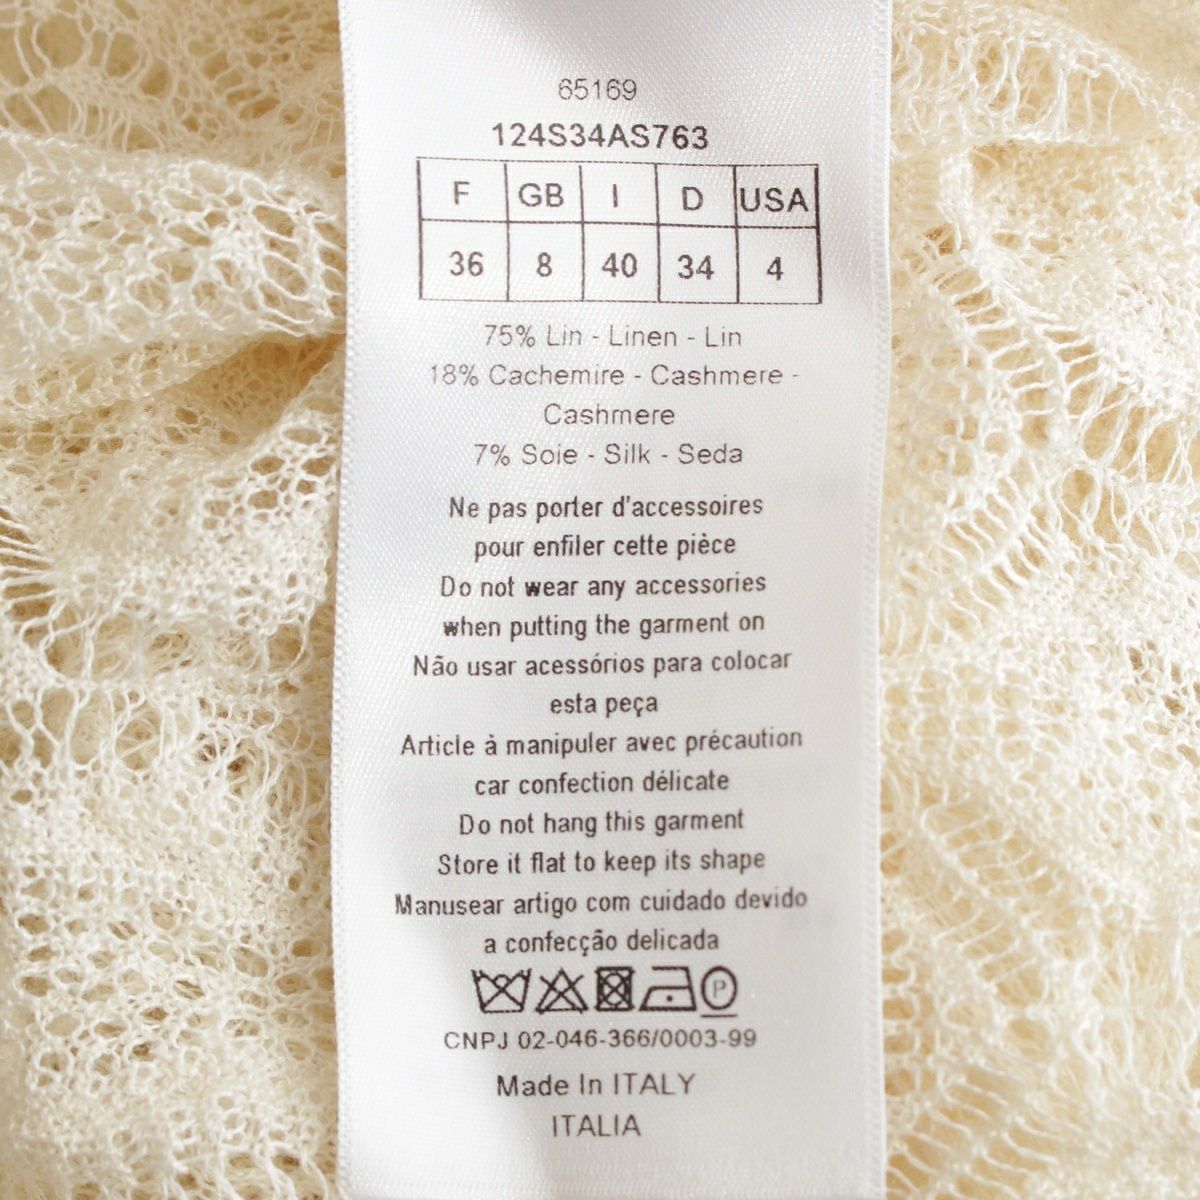 65169
124S34AS763
F GB I D USA
36 8 40 34 4
75% Lin - Linen - Lin
18% Cachemire - Cashmere -
Cashmere
7% Soie - Silk - Seda
Ne pas porter d'accessoires
pour enfiler cette pièce
Do not wear any accessories
when putting the garment on
Não usar acessórios para colocar
esta peça
Article à manipuler avec précaution
car confection délicate
Do not hang this garment
Store it flat to keep its shape
Manusear artigo com cuidado devido
a confecção delicada
P
CNPJ 02-046-366/0003-99
Made In ITALY
ITALIA